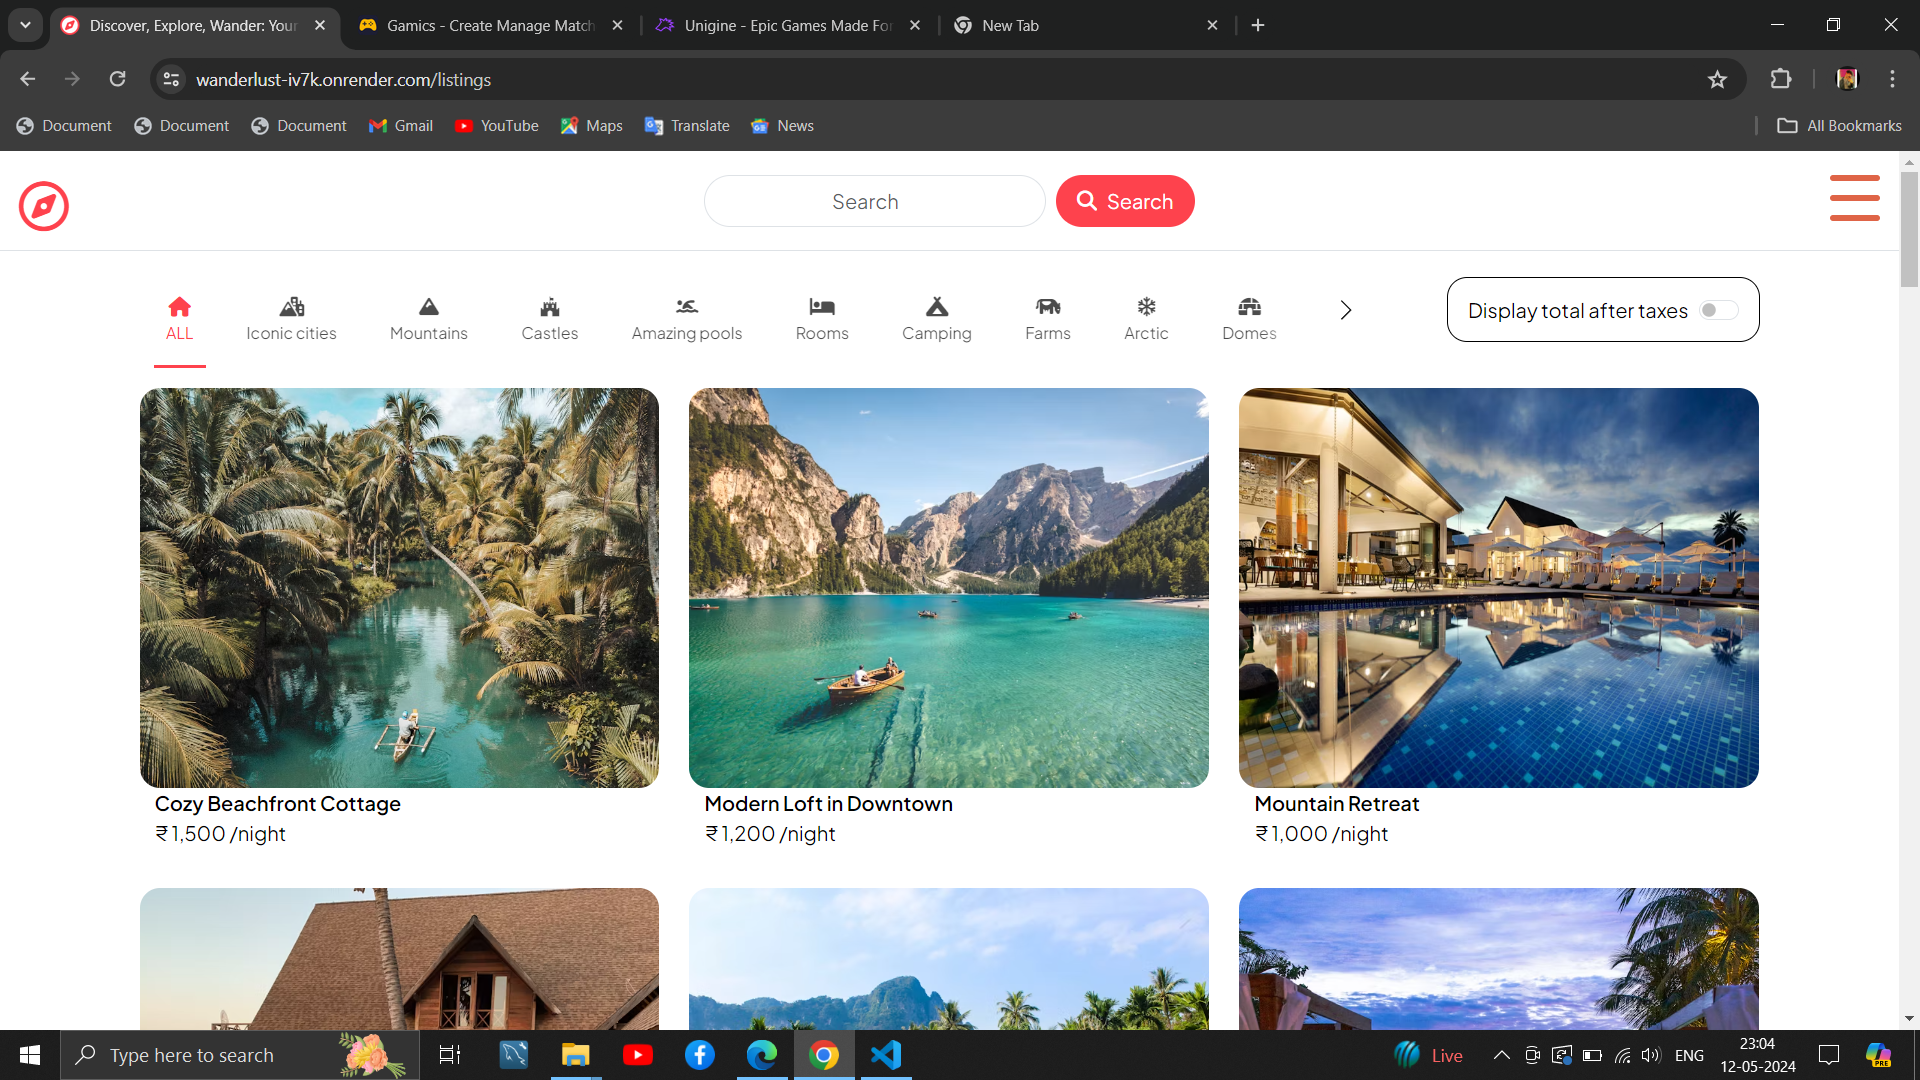 Discover, Explore, Wander: Your
Gamics - Create Manage Match
Unigine - Epic Games Made For
New Tab
wanderlust-iv7k.onrender.com/listings
Document
Document
Document
Gmail
YouTube
Maps
Translate
News
All Bookmarks
Search
Search
ALL
Iconic cities
Mountains
Castles
Amazing pools
Rooms
Camping
Farms
Arctic
Domes
Display total after taxes
Cozy Beachfront Cottage
₹1,500 /night
Modern Loft in Downtown
₹1,200 /night
Mountain Retreat
₹1,000 /night
Type here to search
Live
ENG
23:04
12-05-2024
PRE